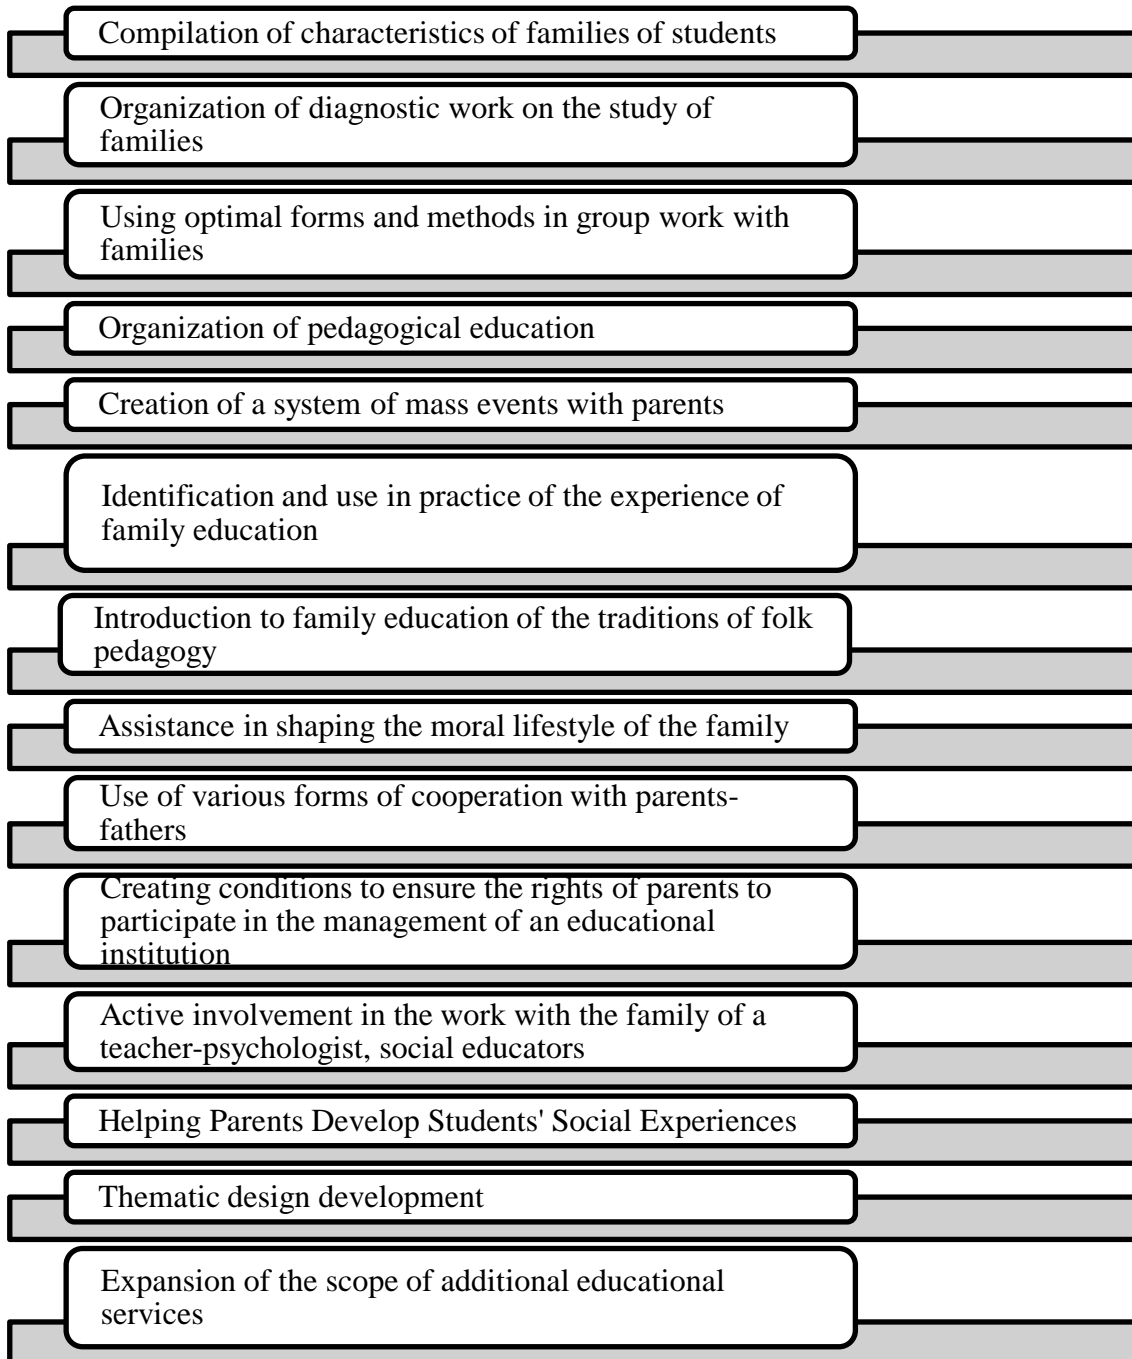 Compilation of characteristics of families of students
Organization of diagnostic work on the study of
families
Using optimal forms and methods in group work with
families
Organization of pedagogical education
Creation of a system of mass events with parents
Identification and use in practice of the experience of
family education
Introduction to family education of the traditions of folk
pedagogy
Assistance in shaping the moral lifestyle of the family
Use of various forms of cooperation with parents-
fathers
Creating conditions to ensure the rights of parents to
participate in the management of an educational
institution
Active involvement in the work with the family of a
teacher-psychologist, social educators
Helping Parents Develop Students' Social Experiences
Thematic design development
Expansion of the scope of additional educational
services